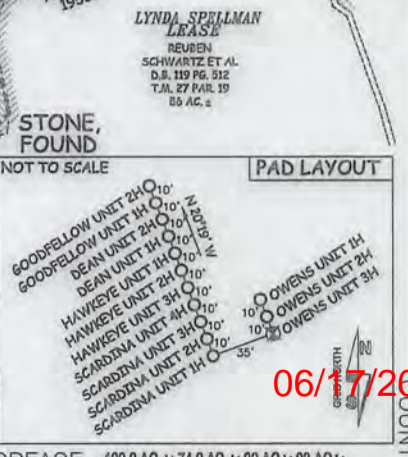 LYNDA SPELLMAN
LEASE
REUBEN
SCHWARTZ ET AL
D.B. 119 PG. 512
T.M. 27 PAR. 19
86 AC. ±
STONE,
FOUND
NOT TO SCALE
PAD LAYOUT
GOODFELLOW UNIT 2H 10'
GOODFELLOW UNIT 1H 10'
DEAN UNIT 2H 10'
DEAN UNIT 1H 10'
HAWKEYE UNIT 1H 10'
HAWKEYE UNIT 2H 10'
HAWKEYE UNIT 3H 10'
SCARDINA UNIT 4H 10'
SCARDINA UNIT 3H 10'
SCARDINA UNIT 2H 10'
SCARDINA UNIT 1H
N 20°19' W
OWENS UNIT 1H
10' OWENS UNIT 2H
10' OWENS UNIT 3H
35'
N
NORTH
06/17/26